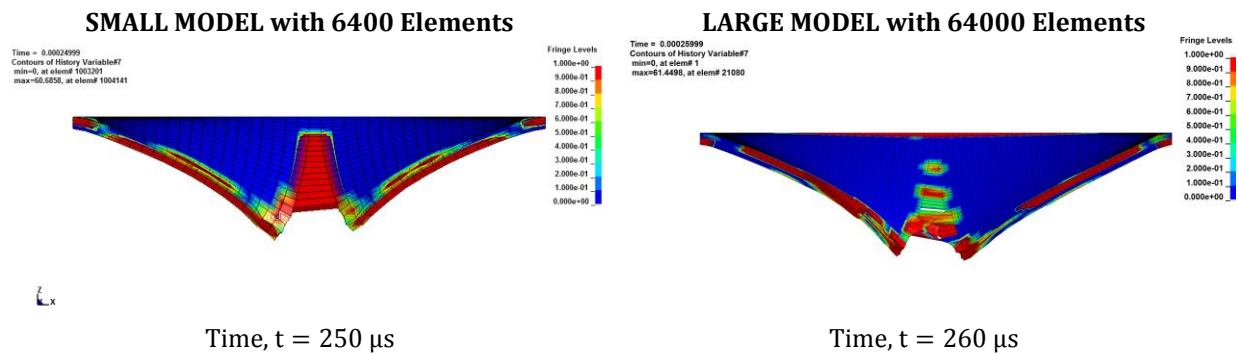 SMALL MODEL with 6400 Elements
Time = 0.00024999
Contours of History Variable#7
min=0, at elem# 1003201
max=60.6858, at elem# 1004141
Fringe Levels
1.000e+00
9.000e-01
8.000e-01
7.000e-01
6.000e-01
5.000e-01
4.000e-01
3.000e-01
2.000e-01
1.000e-01
0.000e+00
Z
X
Time, t = 250 μs
LARGE MODEL with 64000 Elements
Time = 0.00025999
Contours of History Variable#7
min=0, at elem# 1
max=61.4498, at elem# 21080
Fringe Levels
1.000e+00
9.000e-01
8.000e-01
7.000e-01
6.000e-01
5.000e-01
4.000e-01
3.000e-01
2.000e-01
1.000e-01
0.000e+00
Time, t = 260 μs